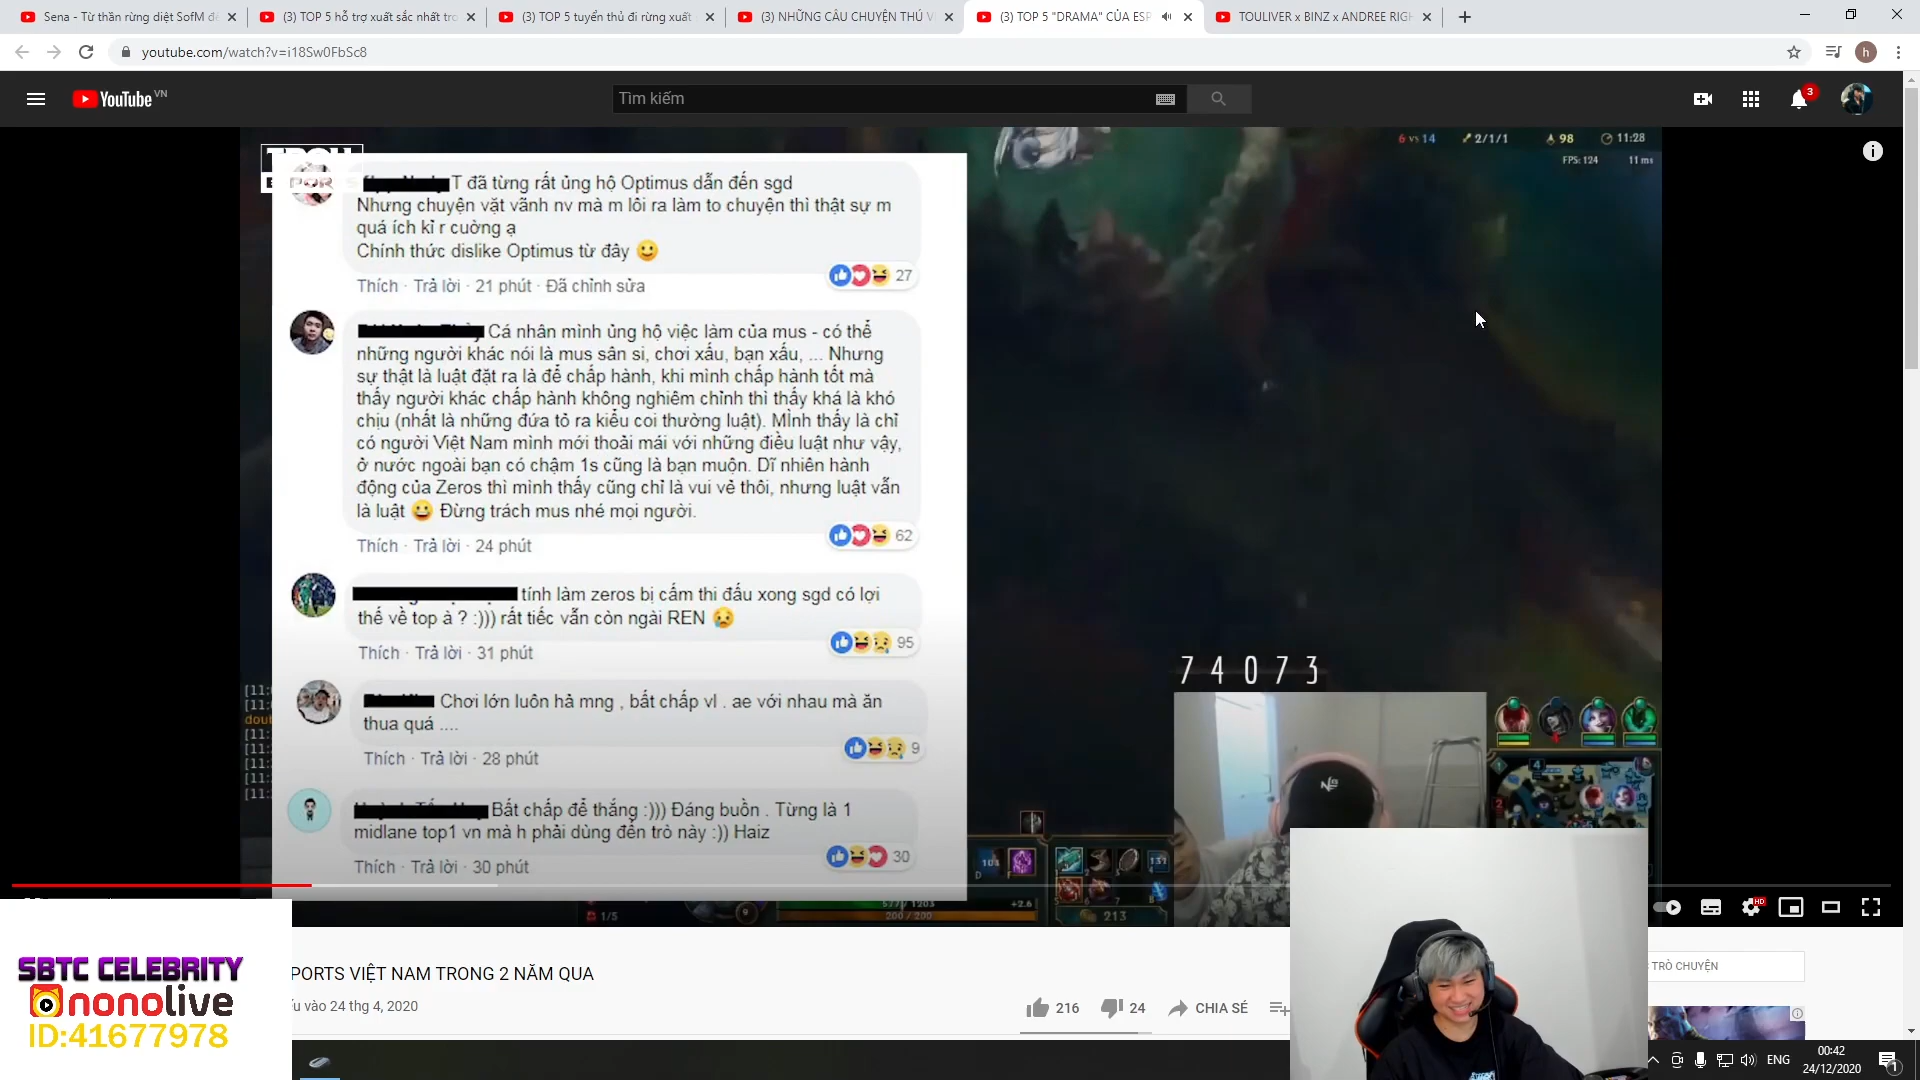 Sena - Từ thần rừng diệt SofM đế
(3) TOP 5 hỗ trợ xuất sắc nhất tro
(3) TOP 5 tuyển thủ đi rừng xuất
(3) NHỮNG CÂU CHUYỆN THÚ V
(3) TOP 5 "DRAMA" CỦA ESP
TOULIVER x BINZ x ANDREE RIGH
youtube.com/watch?v=i18Sw0FbSc8
h
YouTube VN
Tìm kiếm
3
6 vs 14 2/1/1 98 11:28
FPS: 124 11 ms
T đã từng rất ủng hộ Optimus dẫn đến sgd
Nhưng chuyện vặt vãnh nv mà m lôi ra làm to chuyện thì thật sự m
quá ích kỉ r cuờng ạ
Chính thức dislike Optimus từ đây
27
Thích · Trả lời · 21 phút · Đã chỉnh sửa
Cá nhân mình ủng hộ việc làm của mus - có thể
những người khác nói là mus sân si, chơi xấu, bạn xấu, ... Nhưng
sự thật là luật đặt ra là để chấp hành, khi mình chấp hành tốt mà
thấy người khác chấp hành không nghiêm chỉnh thì thấy khá là khó
chịu (nhất là những đứa tỏ ra kiểu coi thường luật). Mình thấy là chỉ
có người Việt Nam mình mới thoải mái với những điều luật như vậy,
ở nước ngoài bạn có chậm 1s cũng là bạn muộn. Dĩ nhiên hành
động của Zeros thì mình thấy cũng chỉ là vui vẻ thôi, nhưng luật vẫn
là luật Đừng trách mus nhé mọi người.
62
Thích · Trả lời · 24 phút
tính làm zeros bị cấm thi đấu xong sgd có lợi
thế về top à ? :))) rất tiếc vẫn còn ngài REN
95
Thích · Trả lời · 31 phút
Chơi lớn luôn hả mng , bất chấp vl . ae với nhau mà ăn
thua quá ....
9
Thích · Trả lời · 28 phút
Bất chấp để thắng :))) Đáng buồn . Từng là 1
midlane top1 vn mà h phải dùng đến trò này :)) Haiz
30
Thích · Trả lời · 30 phút
74073
1/5
200 / 200
+2.6
213
HD
SBTC CELEBRITY
nonolive
ID:41677978
PORTS VIỆT NAM TRONG 2 NĂM QUA
ếu vào 24 thg 4, 2020
216
24
CHIA SẺ
TRÒ CHUYỆN
ENG
00:42
24/12/2020
1